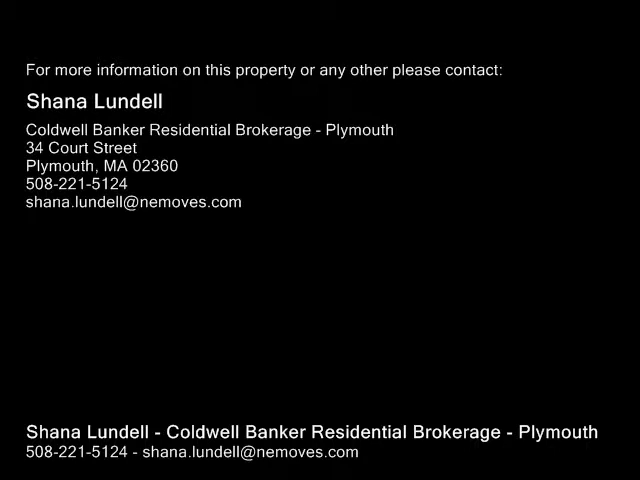 For more information on this property or any other please contact:
Shana Lundell
Coldwell Banker Residential Brokerage - Plymouth
34 Court Street
Plymouth, MA 02360
508-221-5124
shana.lundell@nemoves.com
Shana Lundell - Coldwell Banker Residential Brokerage - Plymouth
508-221-5124 - shana.lundell@nemoves.com